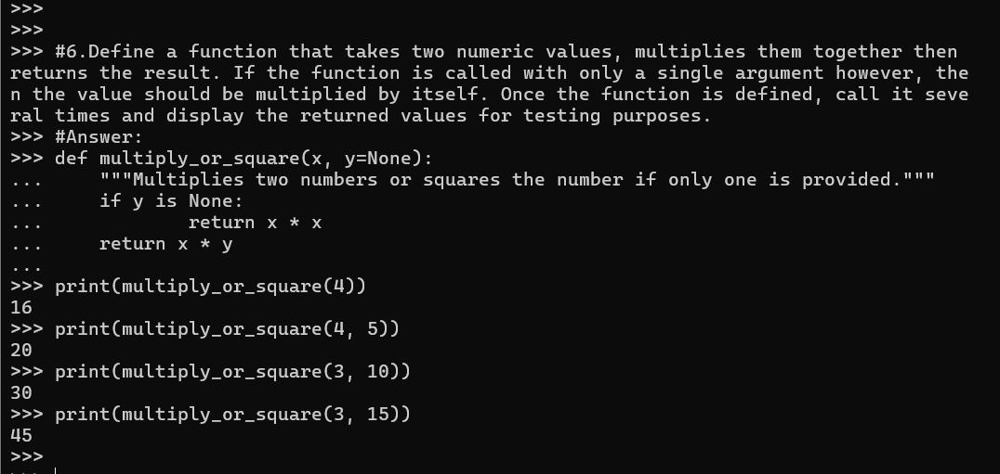 >>>
>>>
>>> #6.Define a function that takes two numeric values, multiplies them together then
returns the result. If the function is called with only a single argument however, the
n the value should be multiplied by itself. Once the function is defined, call it seve
ral times and display the returned values for testing purposes.
>>> #Answer:
>>> def multiply_or_square(x, y=None):
...     """Multiplies two numbers or squares the number if only one is provided."""
...     if y is None:
...             return x * x
...     return x * y
...
>>> print(multiply_or_square(4))
16
>>> print(multiply_or_square(4, 5))
20
>>> print(multiply_or_square(3, 10))
30
>>> print(multiply_or_square(3, 15))
45
>>>